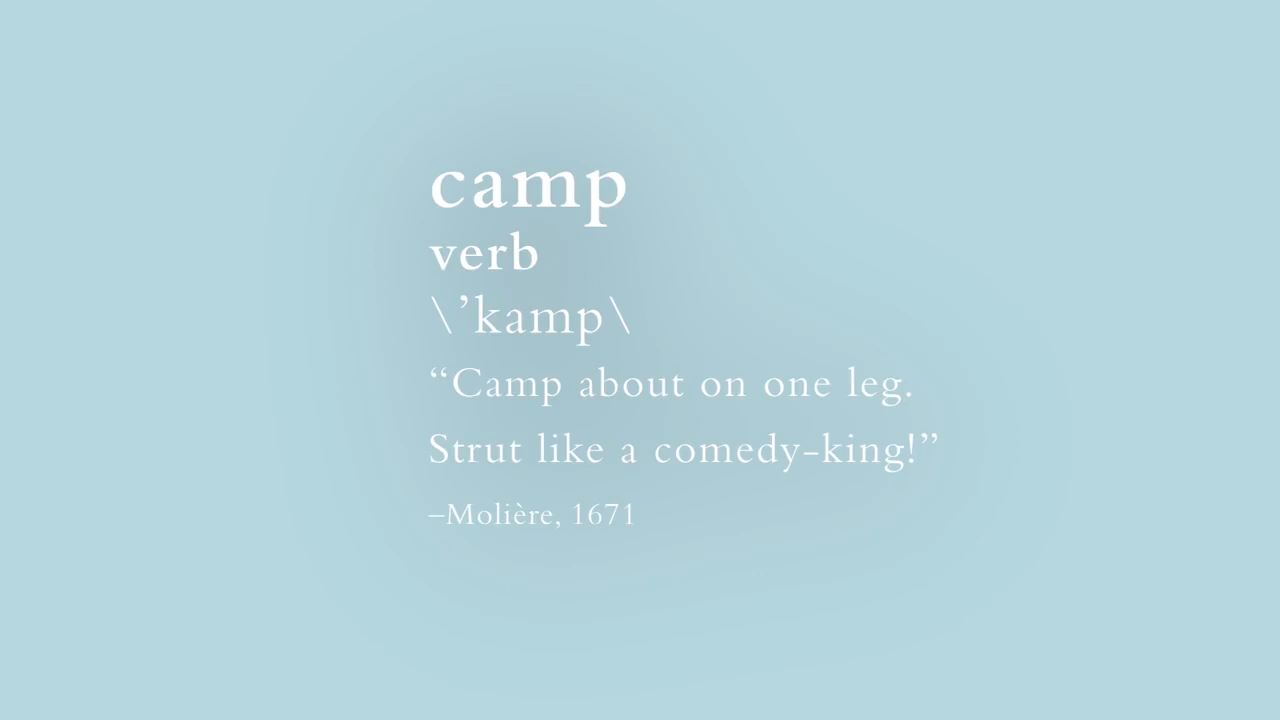 camp
verb
\’kamp\
“Camp about on one leg.
Strut like a comedy-king!”
–Molière, 1671